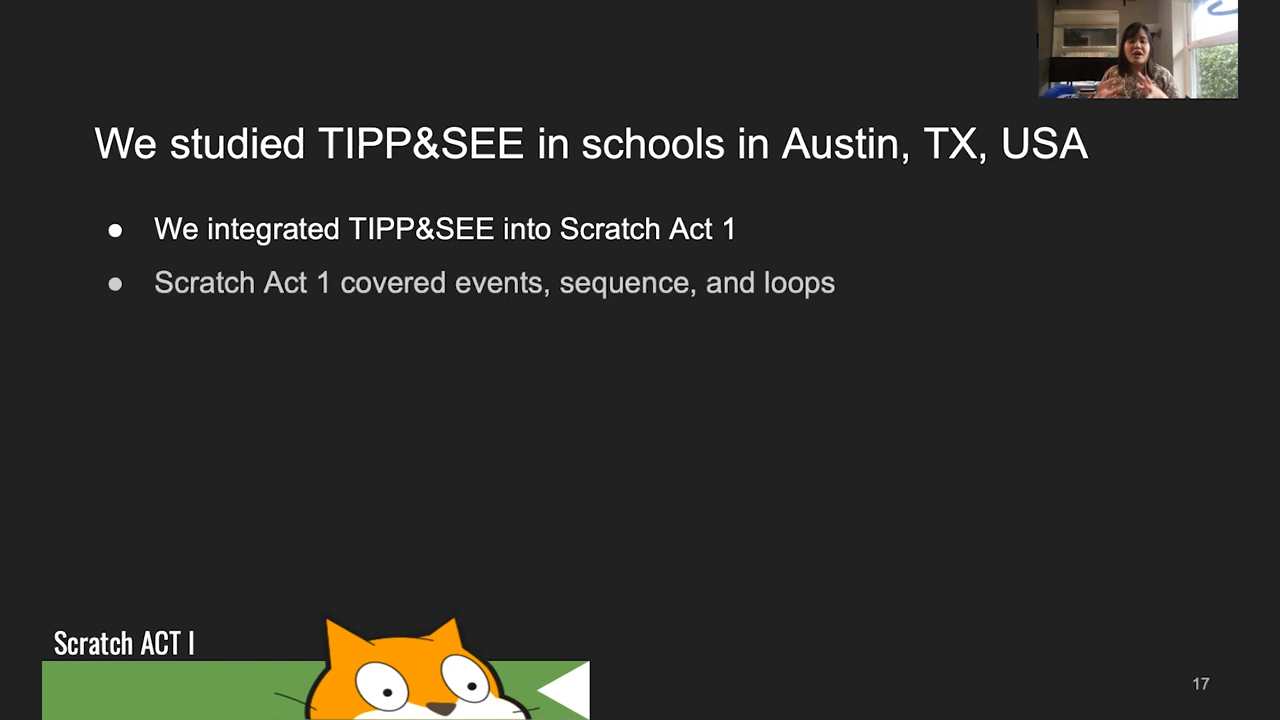 We studied TIPP&SEE in schools in Austin, TX, USA
● We integrated TIPP&SEE into Scratch Act 1
● Scratch Act 1 covered events, sequence, and loops
Scratch ACT I
17